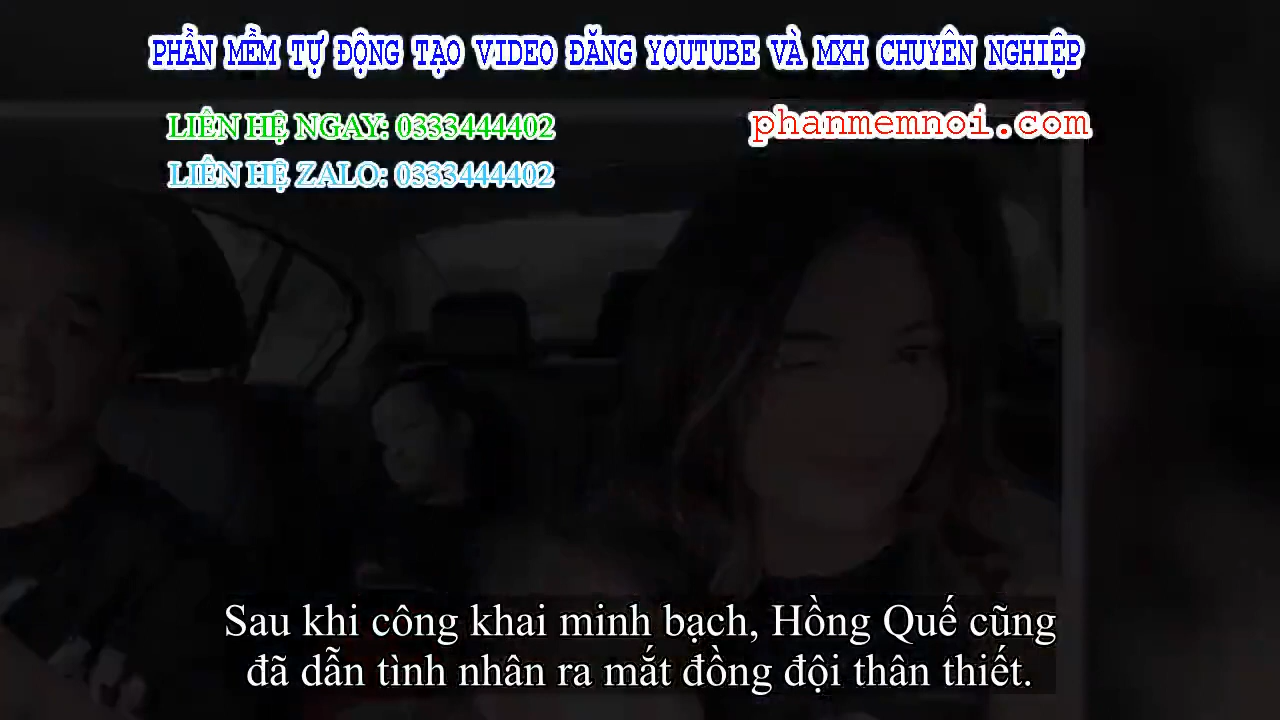 PHẦN MỀM TỰ ĐỘNG TẠO VIDEO ĐĂNG YOUTUBE VÀ MXH CHUYÊN NGHIỆP
LIÊN HỆ NGAY: 0333444402
phanmemnoi.com
LIÊN HỆ ZALO: 0333444402
Sau khi công khai minh bạch, Hồng Quế cũng
đã dẫn tình nhân ra mắt đồng đội thân thiết.